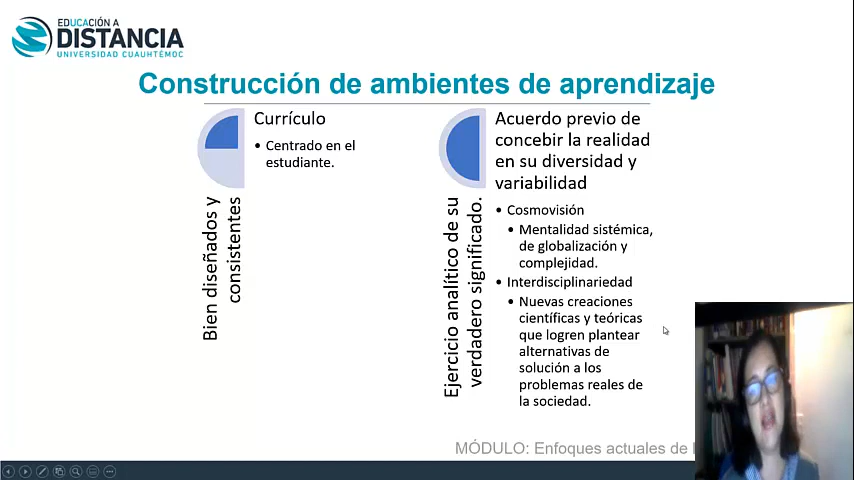 EDUCACIÓN A
DISTANCIA
UNIVERSIDAD CUAUHTÉMOC
Construcción de ambientes de aprendizaje
Bien diseñados y
consistentes
Currículo
• Centrado en el
estudiante.
Ejercicio analítico de su
verdadero significado.
Acuerdo previo de
concebir la realidad
en su diversidad y
variabilidad
• Cosmovisión
• Mentalidad sistémica,
de globalización y
complejidad.
• Interdisciplinariedad
• Nuevas creaciones
científicas y teóricas
que logren plantear
alternativas de
solución a los
problemas reales de
la sociedad.
MÓDULO: Enfoques actuales de